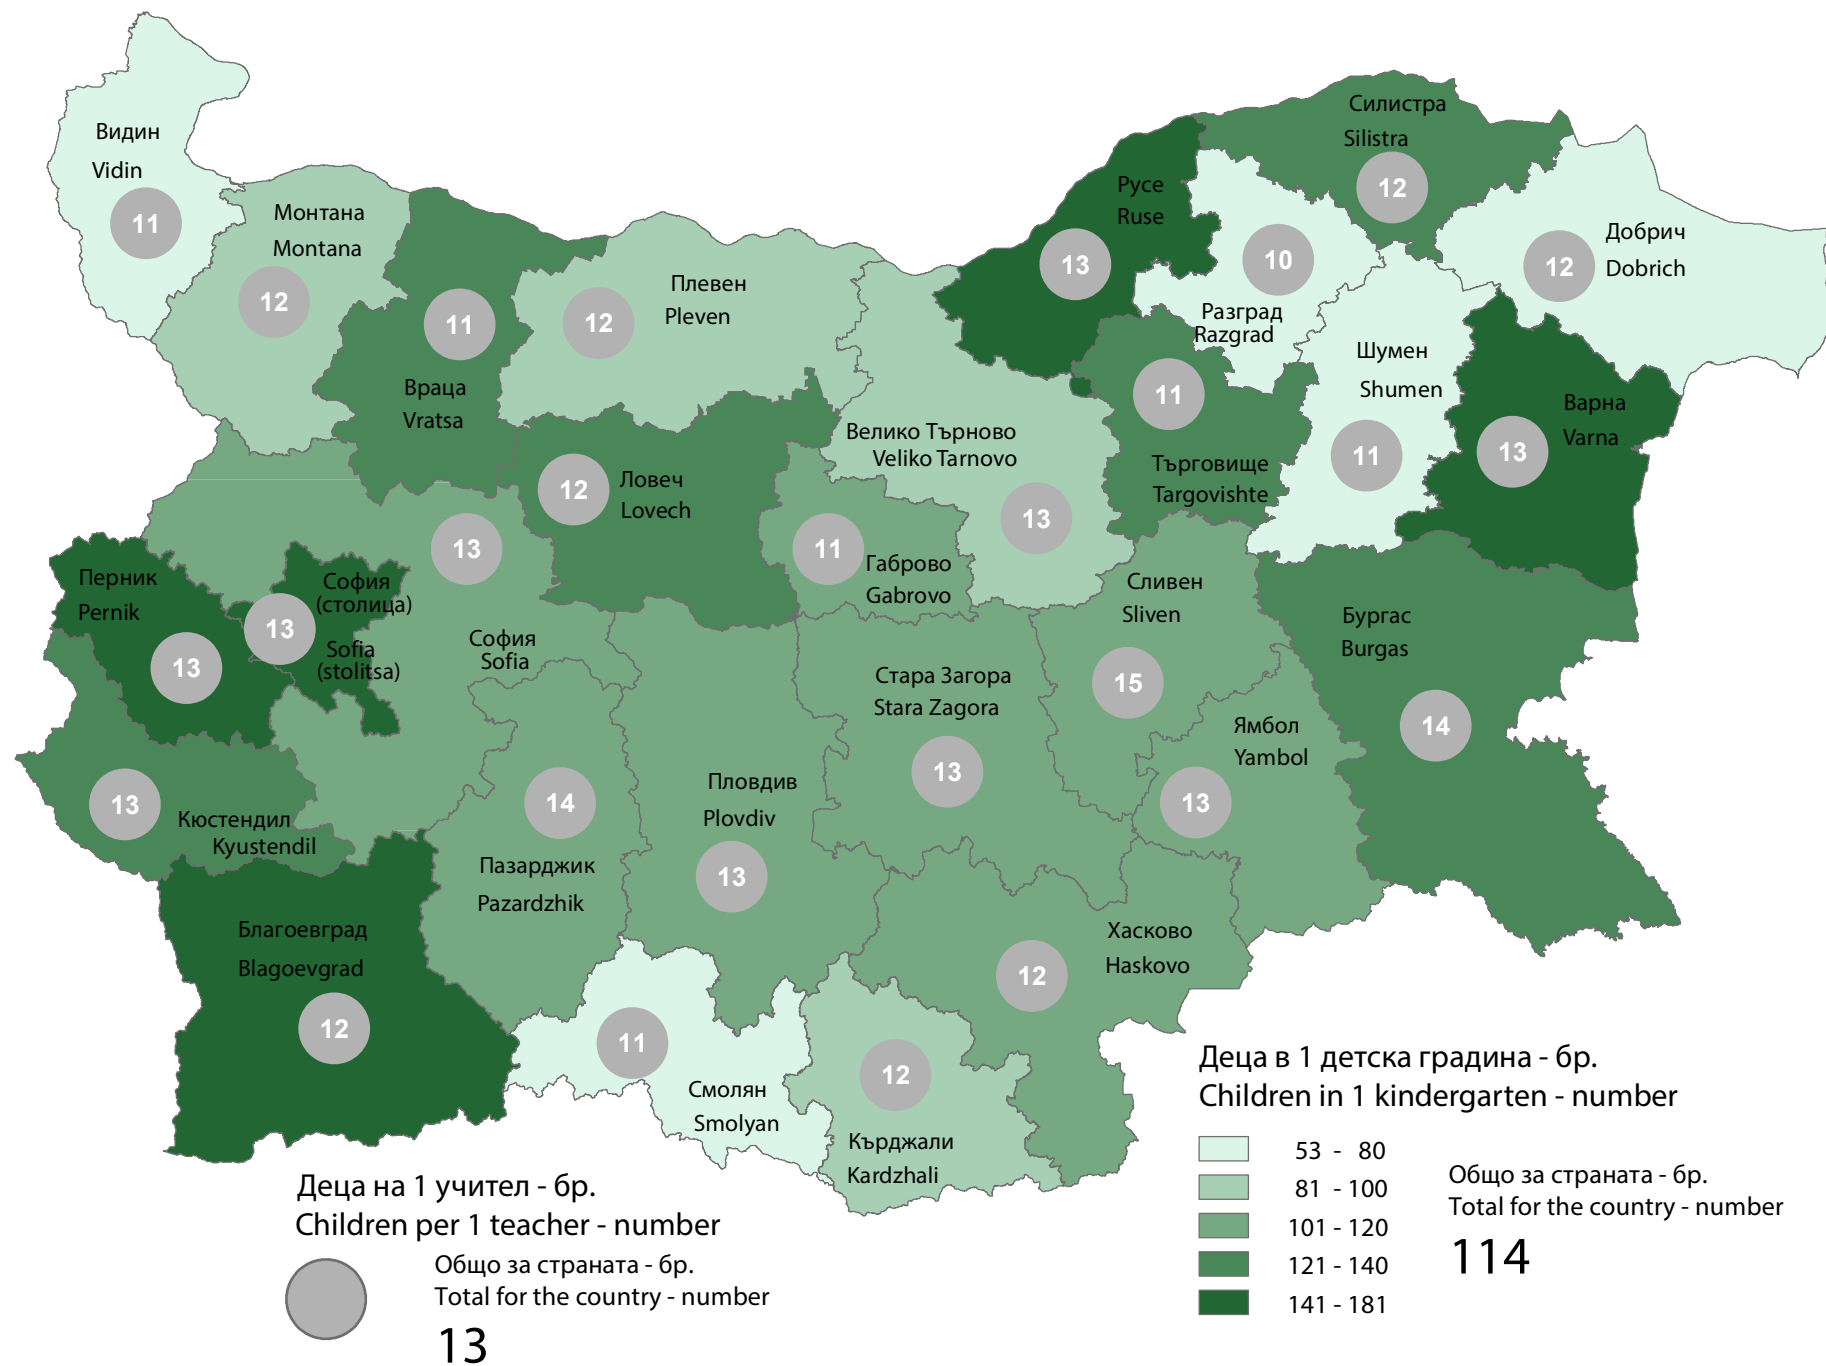 Видин
Vidin
11
Монтана
Montana
12
Враца
Vratsa
11
Плевен
Pleven
12
Велико Търново
Veliko Tarnovo
13
Русе
Ruse
13
Силистра
Silistra
12
Разград
Razgrad
10
Добрич
Dobrich
12
Търговище
Targovishte
11
Шумен
Shumen
11
Варна
Varna
13
Ловеч
Lovech
12
Габрово
Gabrovo
11
Перник
Pernik
13
София
(столица)
Sofia
(stolitsa)
13
София
Sofia
13
Кюстендил
Kyustendil
13
Благоевград
Blagoevgrad
12
Пазарджик
Pazardzhik
14
Пловдив
Plovdiv
13
Стара Загора
Stara Zagora
13
Сливен
Sliven
15
Ямбол
Yambol
13
Бургас
Burgas
14
Хасково
Haskovo
12
Смолян
Smolyan
11
Кърджали
Kardzhali
12
Деца на 1 учител - бр.
Children per 1 teacher - number
Общо за страната - бр.
Total for the country - number
13
Деца в 1 детска градина - бр.
Children in 1 kindergarten - number
53 - 80
81 - 100
101 - 120
121 - 140
141 - 181
Общо за страната - бр.
Total for the country - number
114